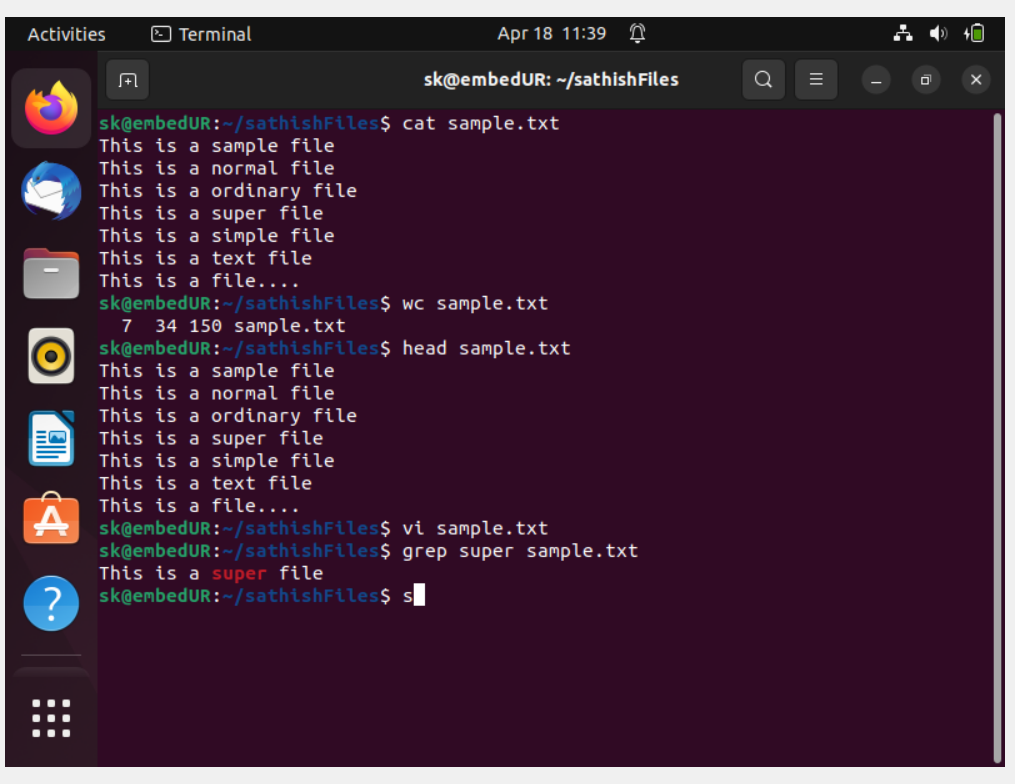 Activities Terminal Apr 18 11:39
sk@embedUR: ~/sathishFiles
sk@embedUR:~/sathishFiles$ cat sample.txt
This is a sample file
This is a normal file
This is a ordinary file
This is a super file
This is a simple file
This is a text file
This is a file....
sk@embedUR:~/sathishFiles$ wc sample.txt
  7  34 150 sample.txt
sk@embedUR:~/sathishFiles$ head sample.txt
This is a sample file
This is a normal file
This is a ordinary file
This is a super file
This is a simple file
This is a text file
This is a file....
sk@embedUR:~/sathishFiles$ vi sample.txt
sk@embedUR:~/sathishFiles$ grep super sample.txt
This is a super file
sk@embedUR:~/sathishFiles$ s